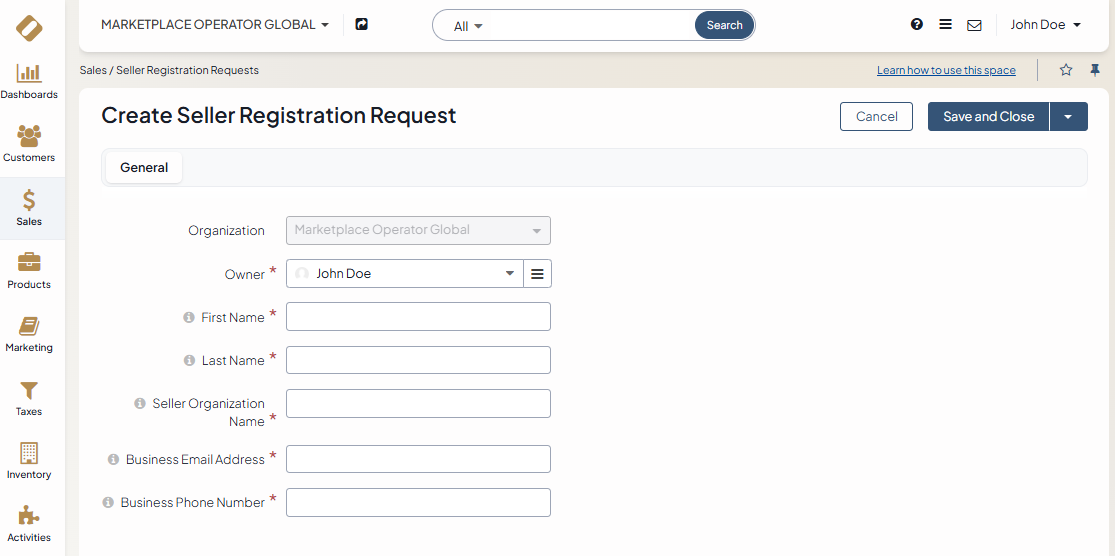 MARKETPLACE OPERATOR GLOBAL
All
Search
John Doe
Dashboards
Customers
Sales
Products
Marketing
Taxes
Inventory
Activities
Sales / Seller Registration Requests
Learn how to use this space
Create Seller Registration Request
Cancel
Save and Close
General
Organization
Marketplace Operator Global
Owner *
John Doe
First Name *
Last Name *
Seller Organization
Name *
Business Email Address *
Business Phone Number *